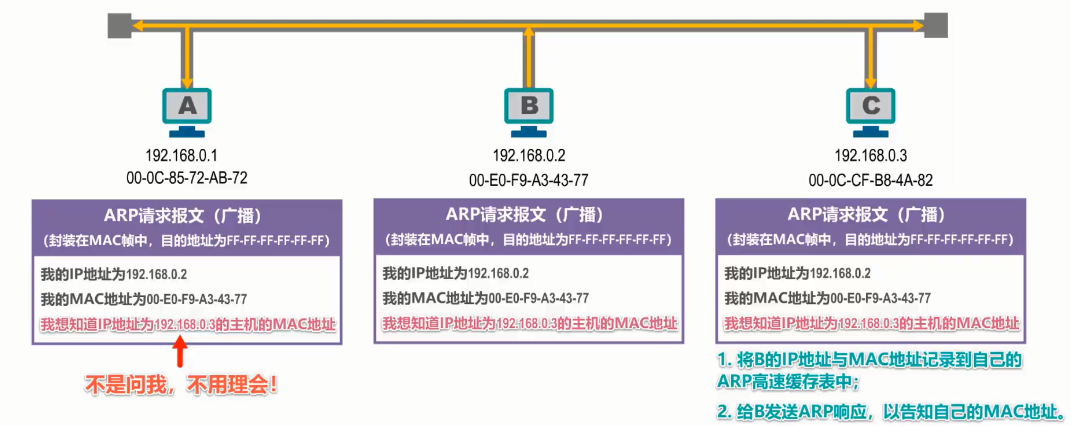 A
B
C
192.168.0.1
00-0C-85-72-AB-72
192.168.0.2
00-E0-F9-A3-43-77
192.168.0.3
00-0C-CF-B8-4A-82
ARP请求报文（广播）
（封装在MAC帧中，目的地址为FF-FF-FF-FF-FF-FF）
我的IP地址为192.168.0.2
我的MAC地址为00-E0-F9-A3-43-77
我想知道IP地址为192.168.0.3的主机的MAC地址
不是问我，不用理会！
ARP请求报文（广播）
（封装在MAC帧中，目的地址为FF-FF-FF-FF-FF-FF）
我的IP地址为192.168.0.2
我的MAC地址为00-E0-F9-A3-43-77
我想知道IP地址为192.168.0.3的主机的MAC地址
ARP请求报文（广播）
（封装在MAC帧中，目的地址为FF-FF-FF-FF-FF-FF）
我的IP地址为192.168.0.2
我的MAC地址为00-E0-F9-A3-43-77
我想知道IP地址为192.168.0.3的主机的MAC地址
1. 将B的IP地址与MAC地址记录到自己的
ARP高速缓存表中；
2. 给B发送ARP响应，以告知自己的MAC地址。